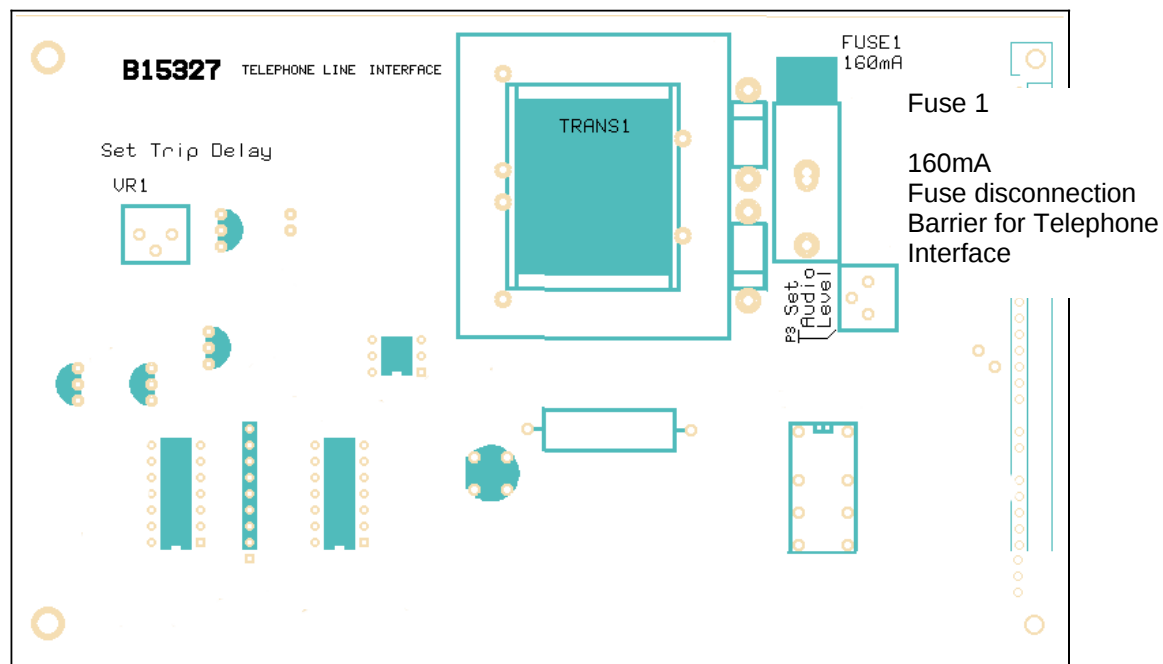 B15327 TELEPHONE LINE INTERFACE
FUSE1
160mA
Fuse 1
TRANS1
Set Trip Delay
160mA
Fuse disconnection
VR1
Barrier for Telephone
Interface
P3 Set
Audio
Level